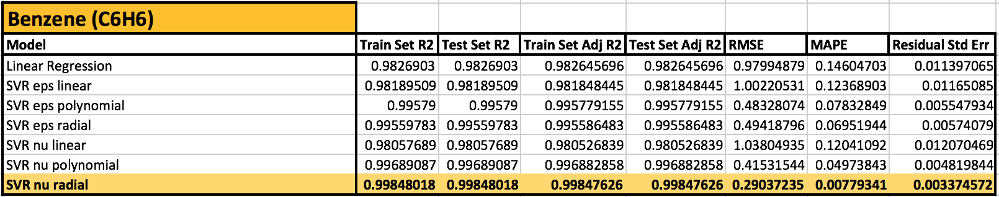 Benzene (C6H6)
Model Train Set R2 Test Set R2 Train Set Adj R2 Test Set Adj R2 RMSE MAPE Residual Std Err
Linear Regression 0.9826903 0.9826903 0.982645696 0.982645696 0.97994879 0.14604703 0.011397065
SVR eps linear 0.98189509 0.98189509 0.981848445 0.981848445 1.00220531 0.12368903 0.01165085
SVR eps polynomial 0.99579 0.99579 0.995779155 0.995779155 0.48328074 0.07832849 0.005547934
SVR eps radial 0.99559783 0.99559783 0.995586483 0.995586483 0.49418796 0.06951944 0.00574079
SVR nu linear 0.98057689 0.98057689 0.980526839 0.980526839 1.03804935 0.12041092 0.012070469
SVR nu polynomial 0.99689087 0.99689087 0.996882858 0.996882858 0.41531544 0.04973843 0.004819844
SVR nu radial 0.99848018 0.99848018 0.99847626 0.99847626 0.29037235 0.00779341 0.003374572